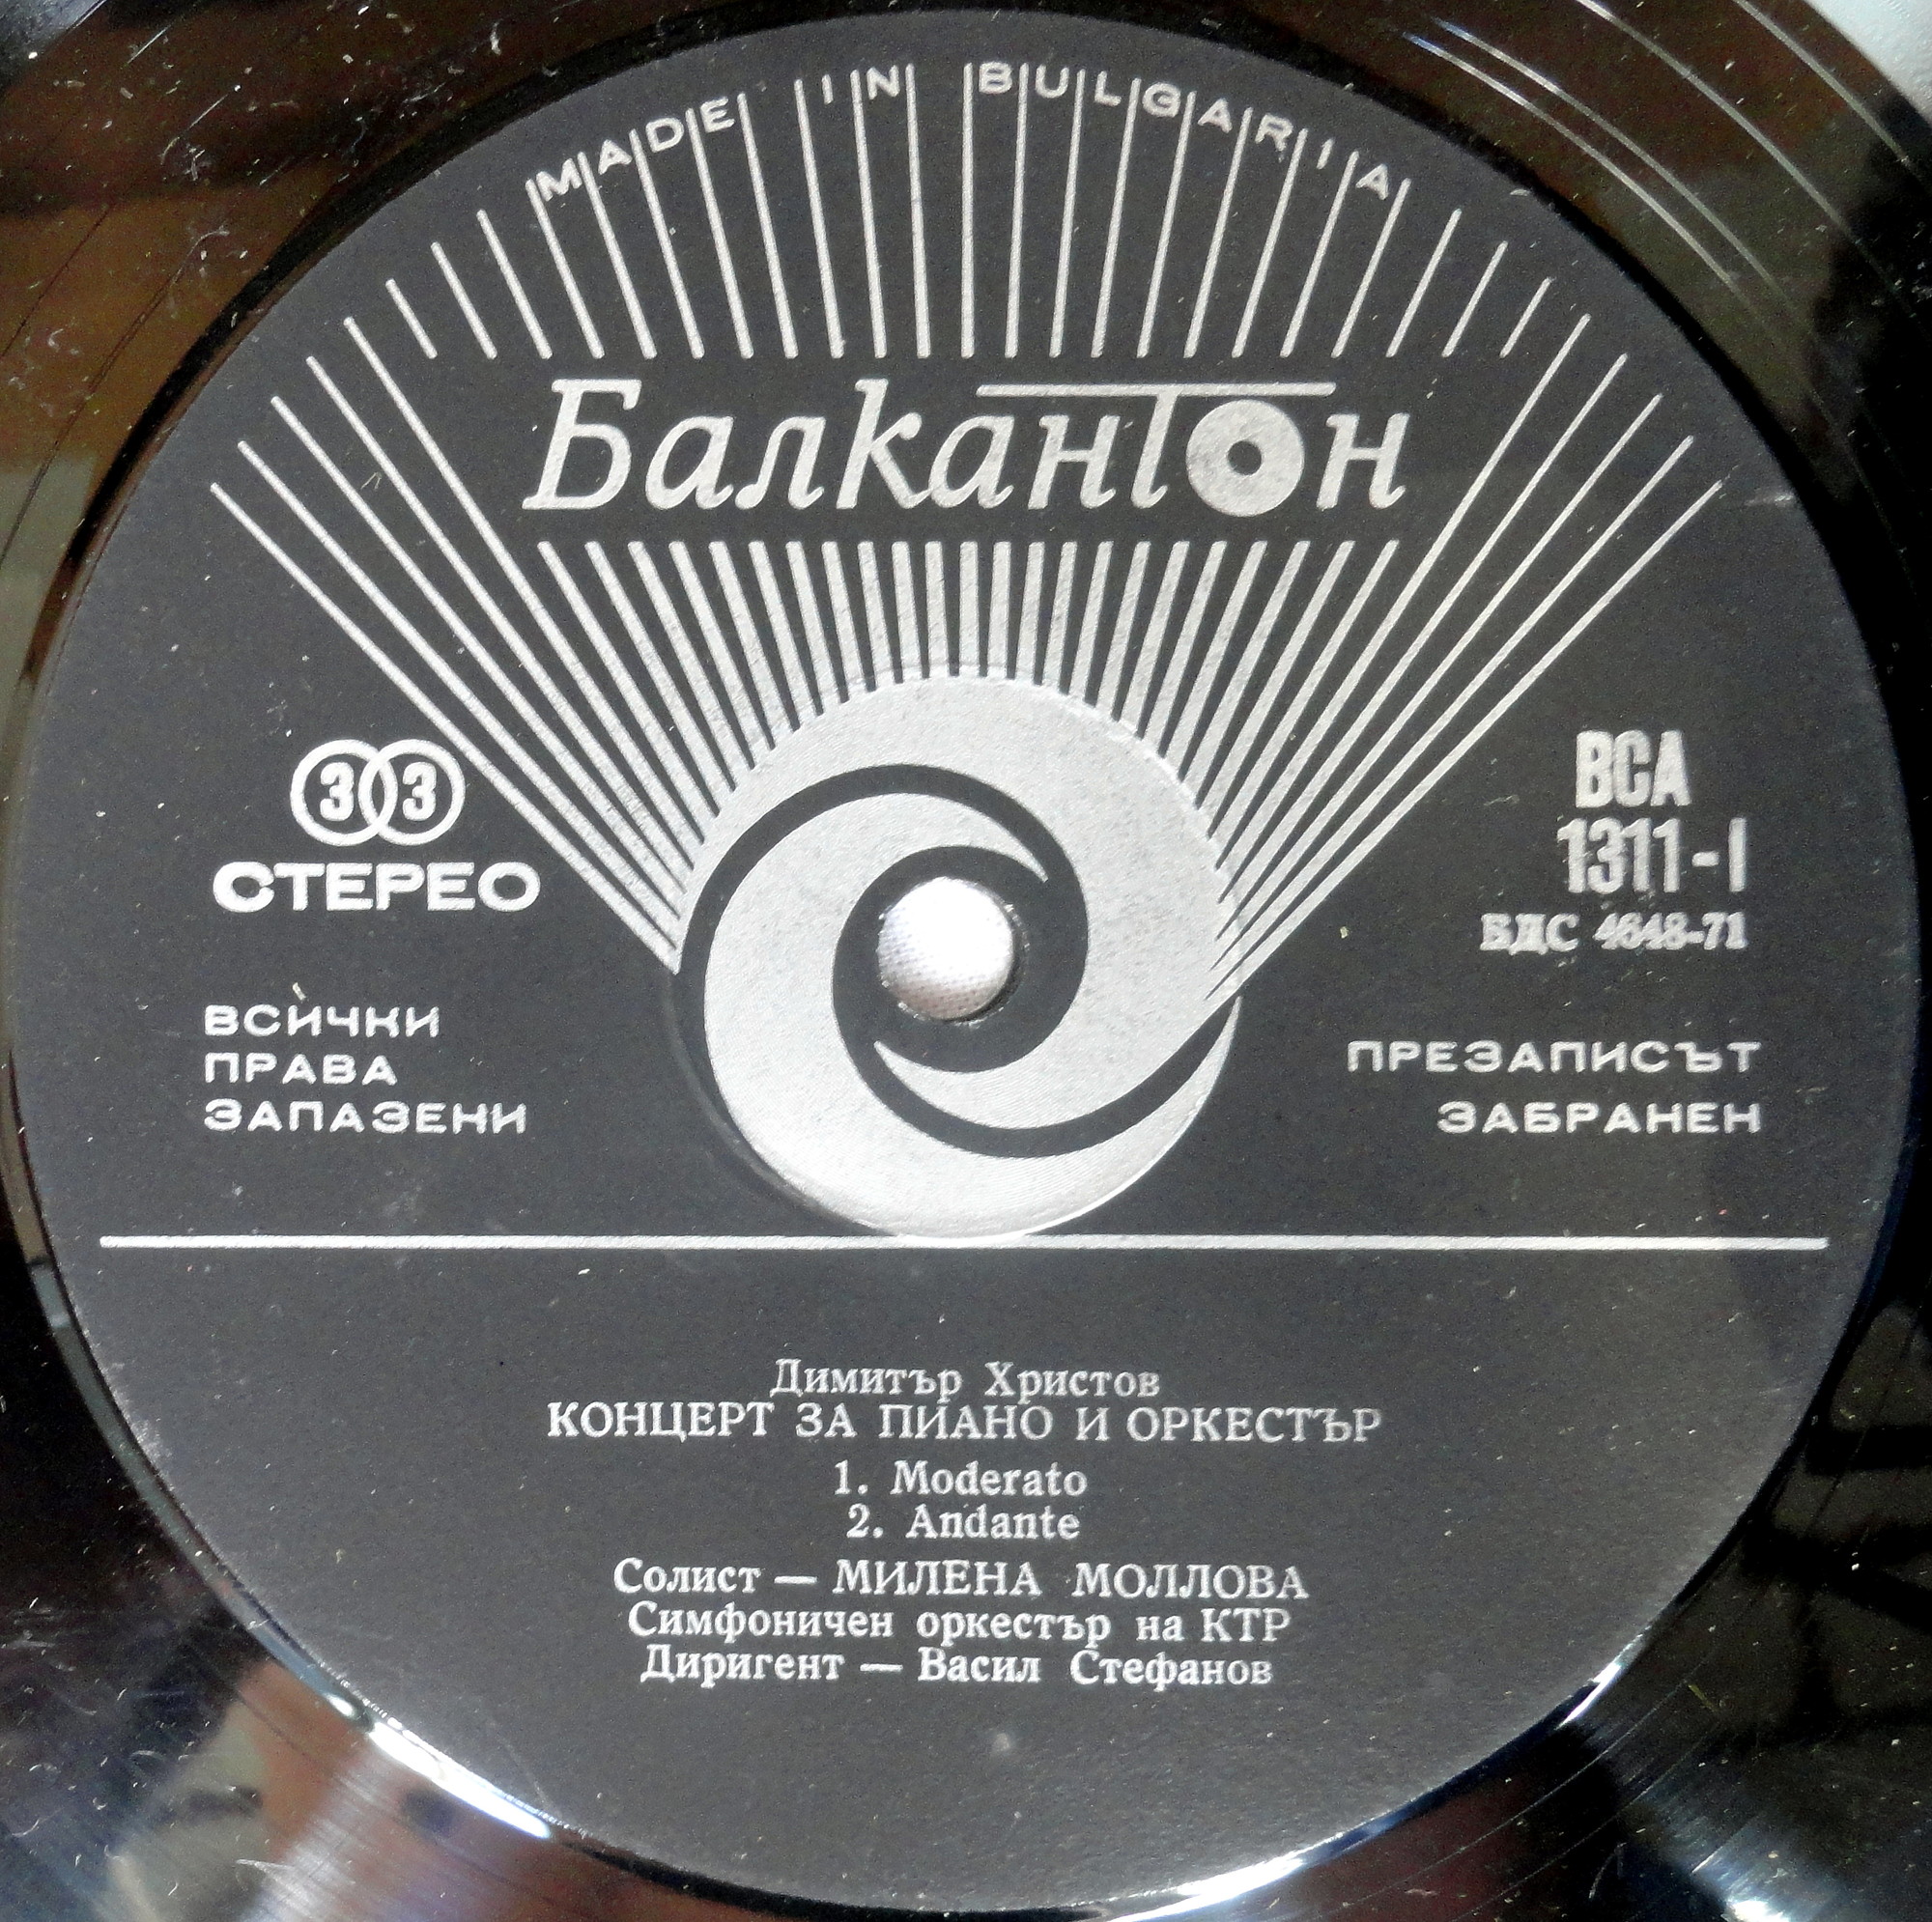 MADE IN BULGARIA
Балкантон
33
СТЕРЕО
ВСА
1311-I
БДС 4648-71
ВСИЧКИ
ПРАВА
ЗАПАЗЕНИ
ПРЕЗАПИСЪТ
ЗАБРАНЕН
Димитър Христов
КОНЦЕРТ ЗА ПИАНО И ОРКЕСТЪР
1. Moderato
2. Andante
Солист — МИЛЕНА МОЛЛОВА
Симфоничен оркестър на КТР
Диригент — Васил Стефанов